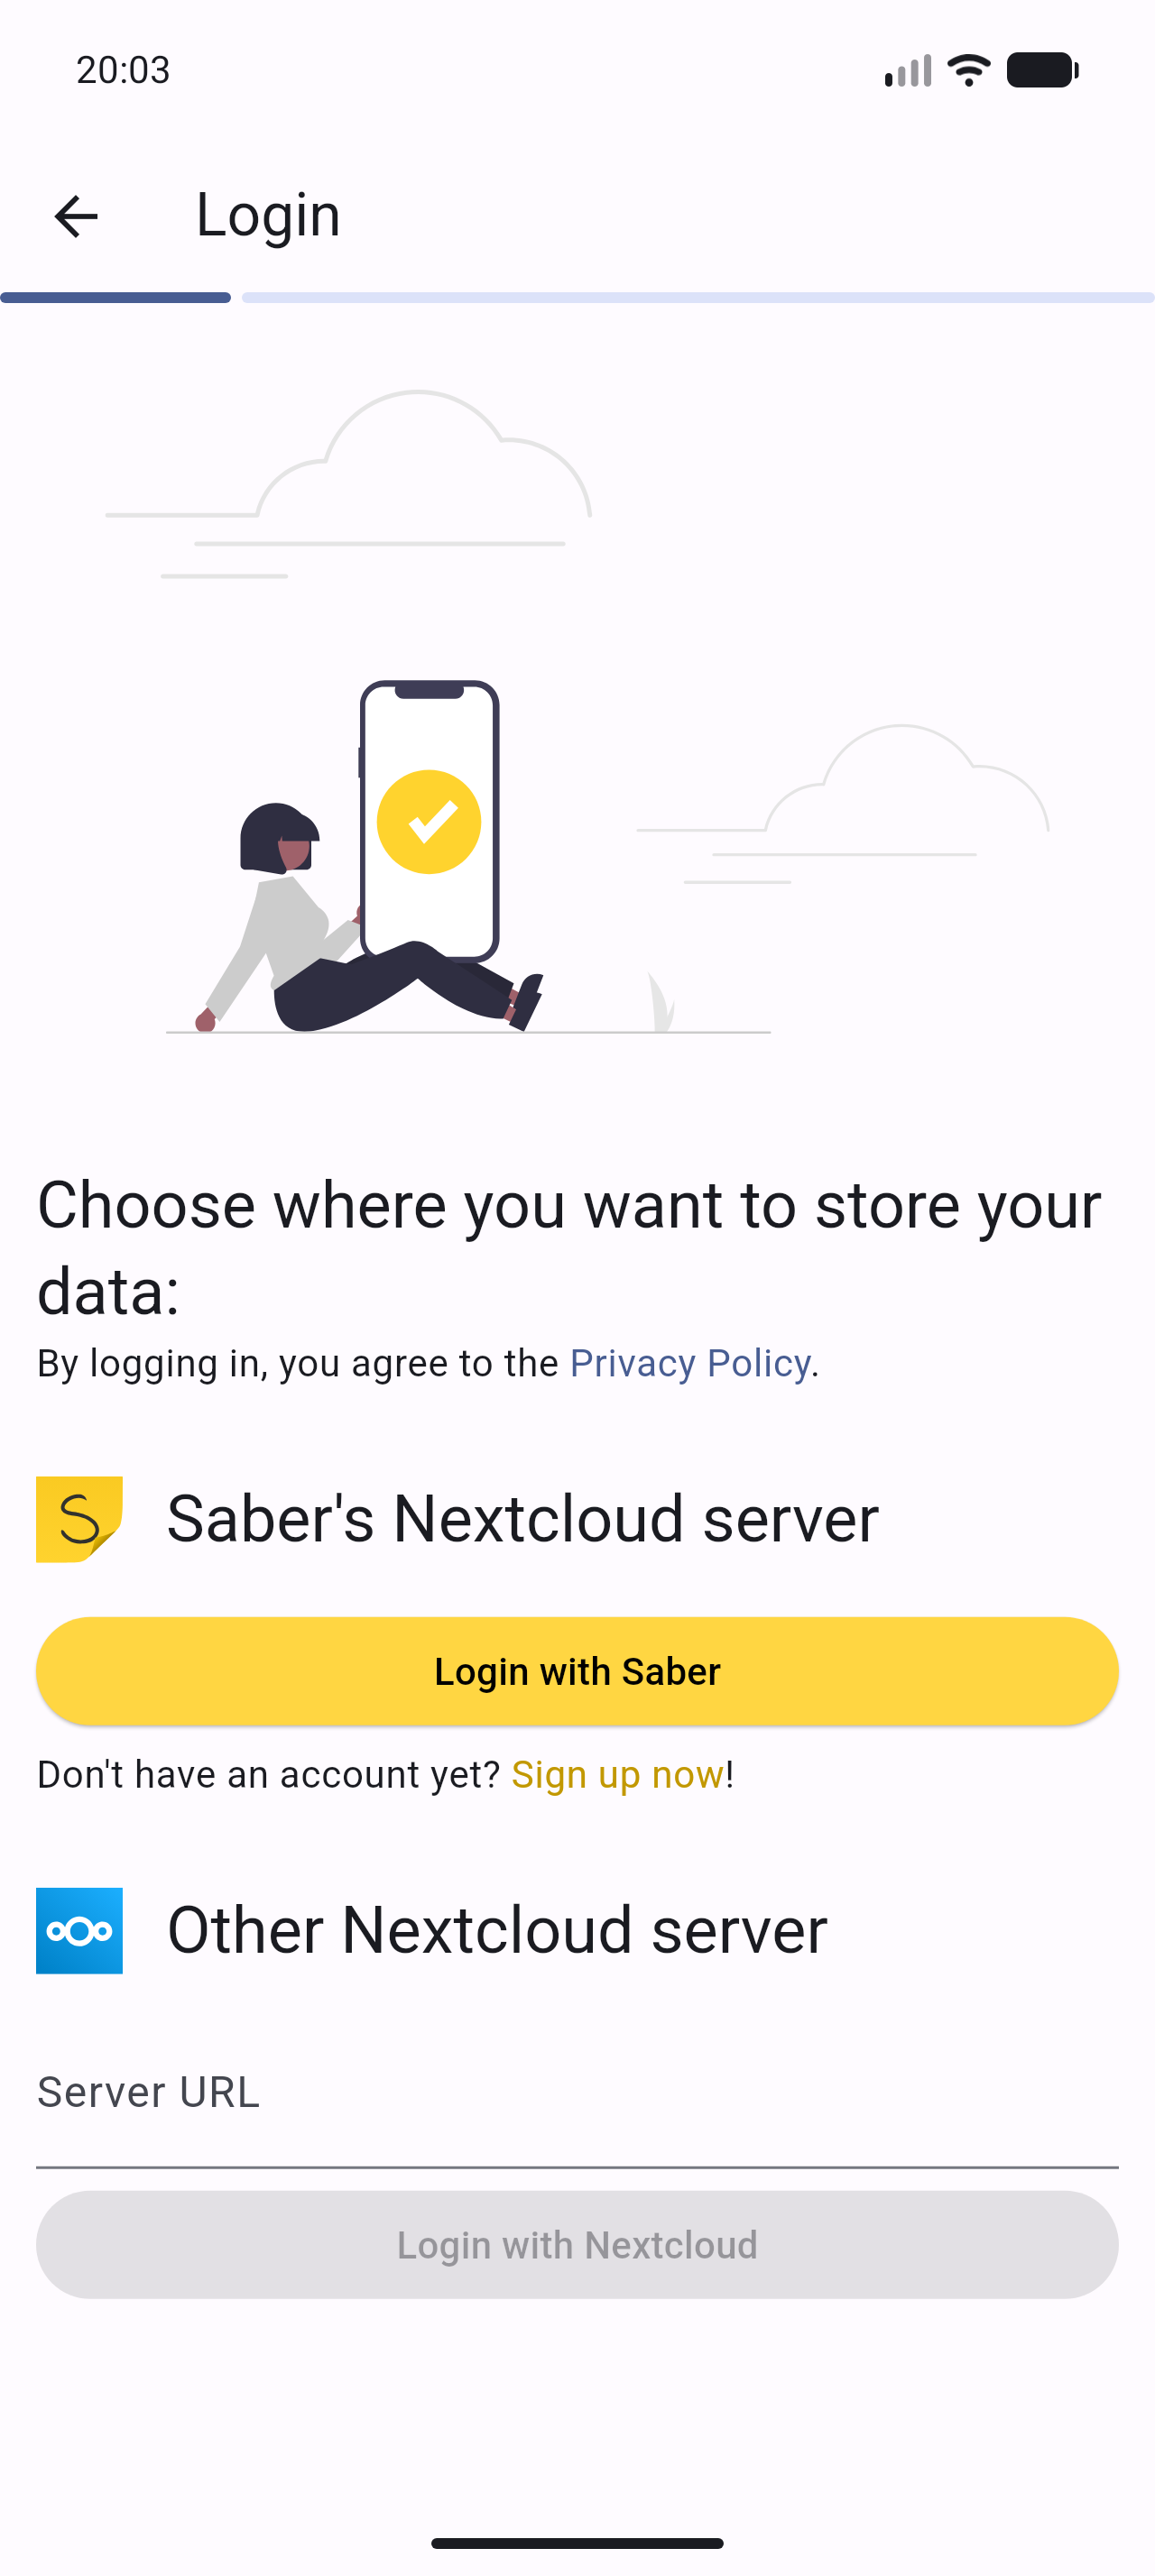 20:03
Login
Choose where you want to store your
data:
By logging in, you agree to the Privacy Policy.
S
Saber's Nextcloud server
Login with Saber
Don't have an account yet? Sign up now!
Other Nextcloud server
Server URL
Login with Nextcloud